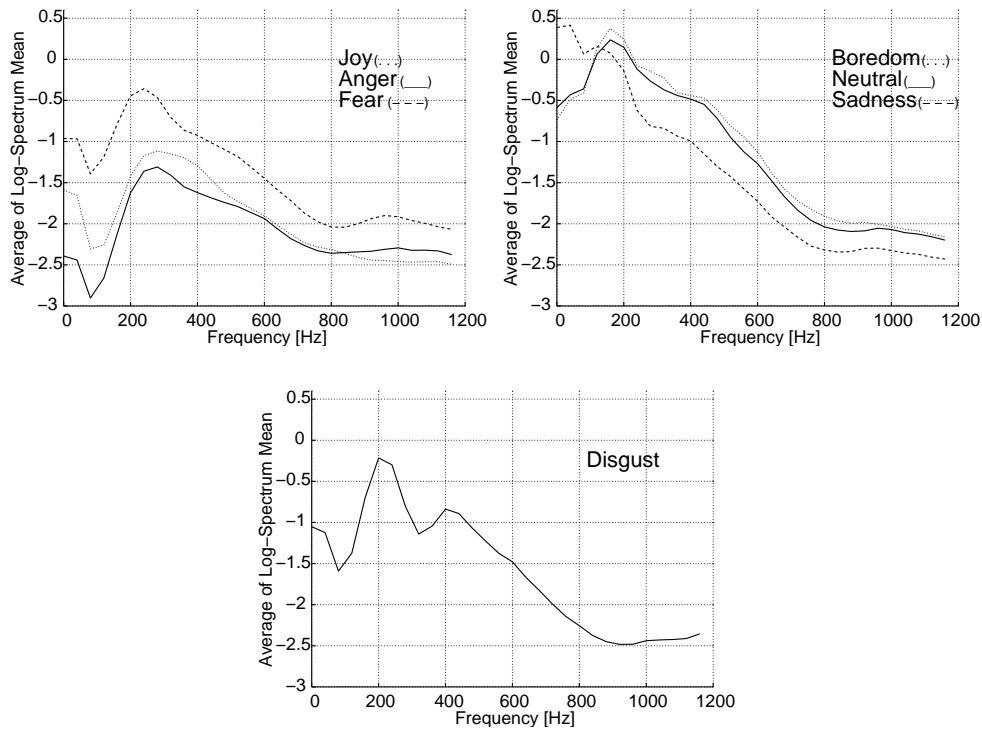 Average of Log−Spectrum Mean
0.5
0
−0.5
−1
−1.5
−2
−2.5
−3
Joy(. . .)
Anger(___)
Fear (− − −)
0 200 400 600 800 1000 1200
Frequency [Hz]
Average of Log−Spectrum Mean
0.5
0
−0.5
−1
−1.5
−2
−2.5
−3
Boredom(. . .)
Neutral(___)
Sadness(− − −)
0 200 400 600 800 1000 1200
Frequency [Hz]
Average of Log−Spectrum Mean
0.5
0
−0.5
−1
−1.5
−2
−2.5
−3
Disgust
0 200 400 600 800 1000 1200
Frequency [Hz]